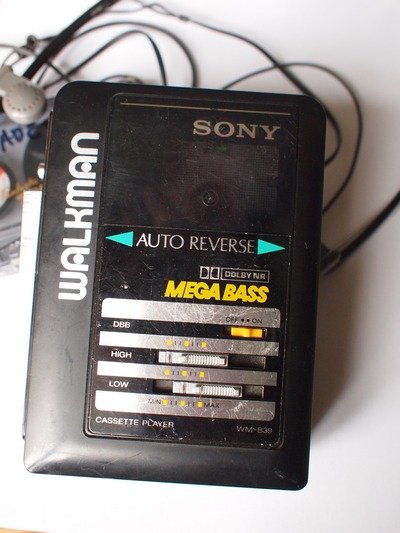 SONY
WALKMAN
AUTO REVERSE
DOLBY NR
MEGA BASS
OFF ON
DBB
HIGH
LOW
MIN MAX
CASSETTE PLAYER
WM-B39